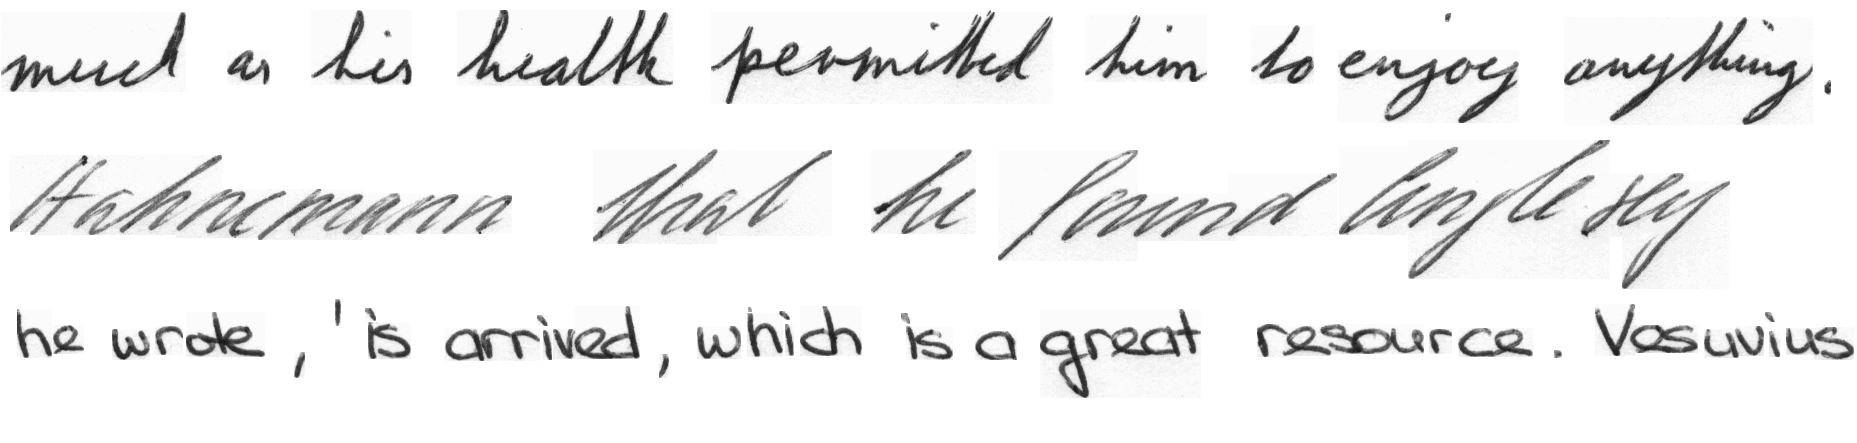 much as his health permitted him to enjoy anything.
Hahnemann that he found Anglesey
he wrote, 'is arrived, which is a great resource. Vesuvius